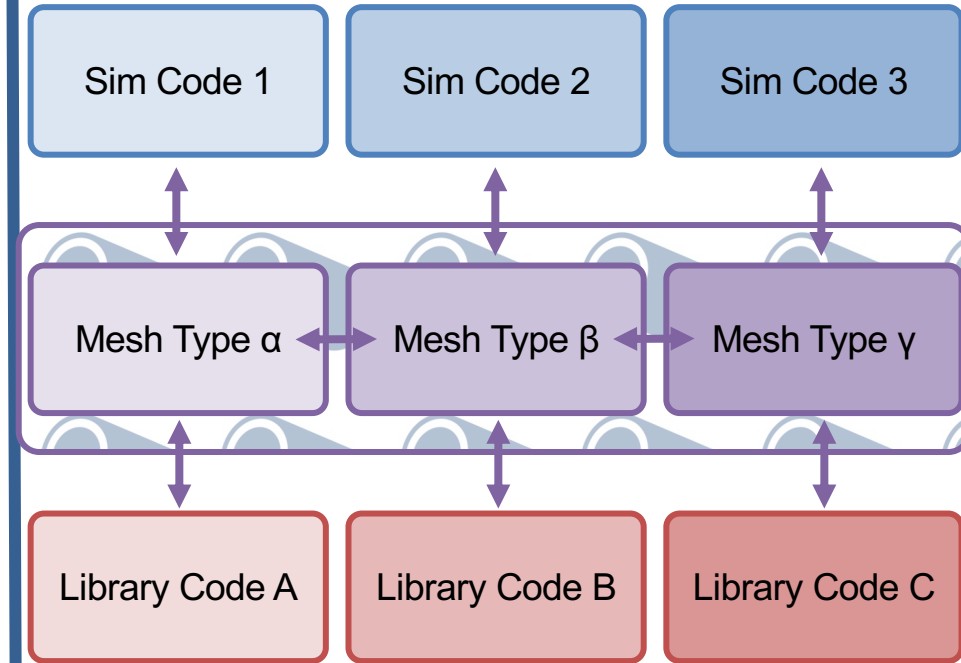 Sim Code 1
Sim Code 2
Sim Code 3
Mesh Type α
Mesh Type β
Mesh Type γ
Library Code A
Library Code B
Library Code C